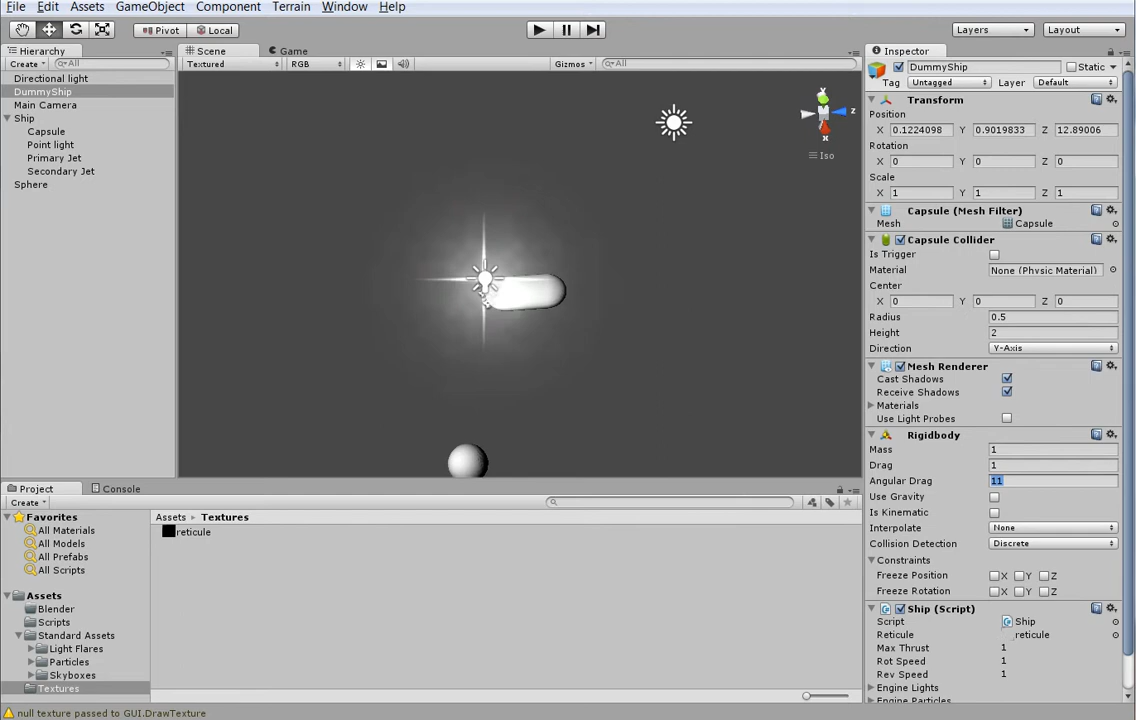 File Edit Assets GameObject Component Terrain Window Help
Pivot Local Layers Layout
Hierarchy Scene Game Inspector
Create All Textured RGB Gizmos All
DummyShip Static
Tag Untagged Layer Default
Directional light
DummyShip
Main Camera
Ship
Capsule
Point light
Primary Jet
Secondary Jet
Sphere
y
z
x
Iso
Transform
Position
X 0.1224098 Y 0.9019833 Z 12.89006
Rotation
X 0 Y 0 Z 0
Scale
X 1 Y 1 Z 1
Capsule (Mesh Filter)
Mesh Capsule
Capsule Collider
Is Trigger
Material None (Physic Material)
Center
X 0 Y 0 Z 0
Radius 0.5
Height 2
Direction Y-Axis
Mesh Renderer
Cast Shadows
Receive Shadows
Materials
Use Light Probes
Rigidbody
Mass 1
Drag 1
Angular Drag 11
Use Gravity
Is Kinematic
Interpolate None
Collision Detection Discrete
Constraints
Freeze Position X Y Z
Freeze Rotation X Y Z
Ship (Script)
Script Ship
Reticule reticule
Max Thrust 1
Rot Speed 1
Rev Speed 1
Engine Lights
Engine Particles
Project Console
Create
Favorites
All Materials
All Models
All Prefabs
All Scripts
Assets
Blender
Scripts
Standard Assets
Light Flares
Particles
Skyboxes
Textures
Assets Textures
reticule
null texture passed to GUI.DrawTexture